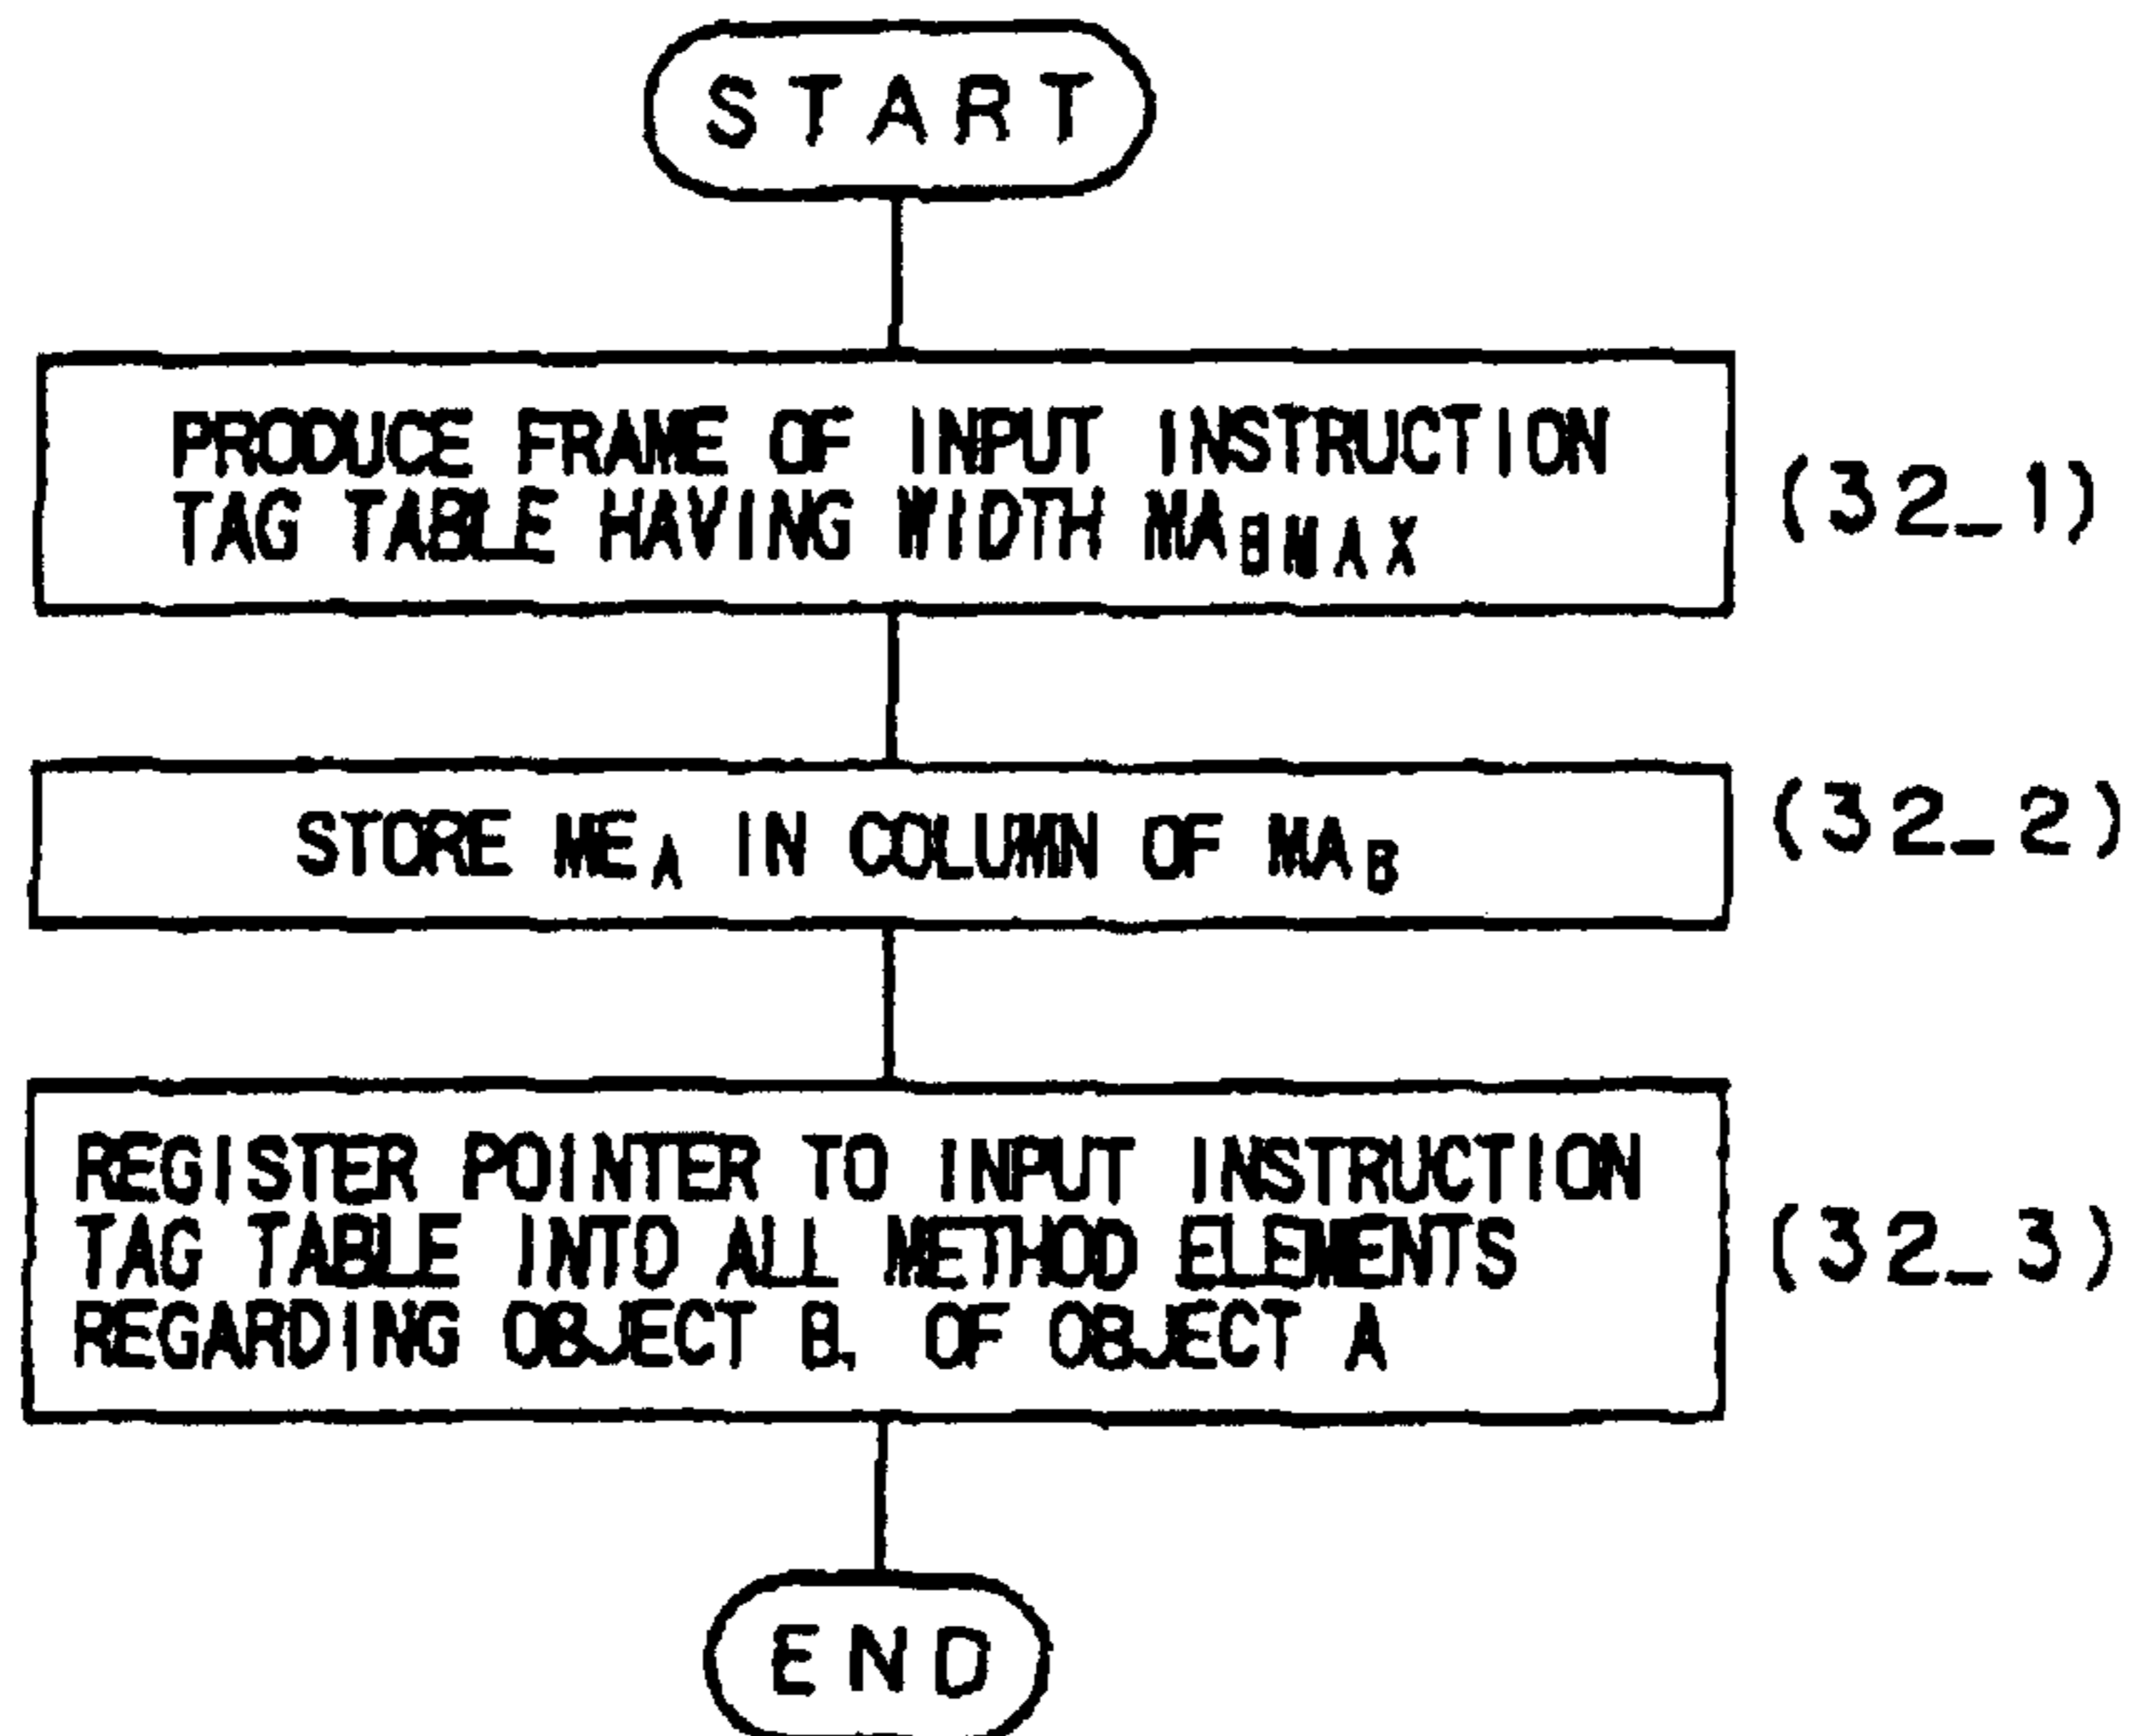 START
PRODUCE FRAME OF INPUT INSTRUCTION
TAG TABLE HAVING WIDTH MABMAX
(32_1)
STORE MEA IN COLUMN OF MAB
(32_2)
REGISTER POINTER TO INPUT INSTRUCTION
TAG TABLE INTO ALL METHOD ELEMENTS
REGARDING OBJECT B, OF OBJECT A
(32_3)
END